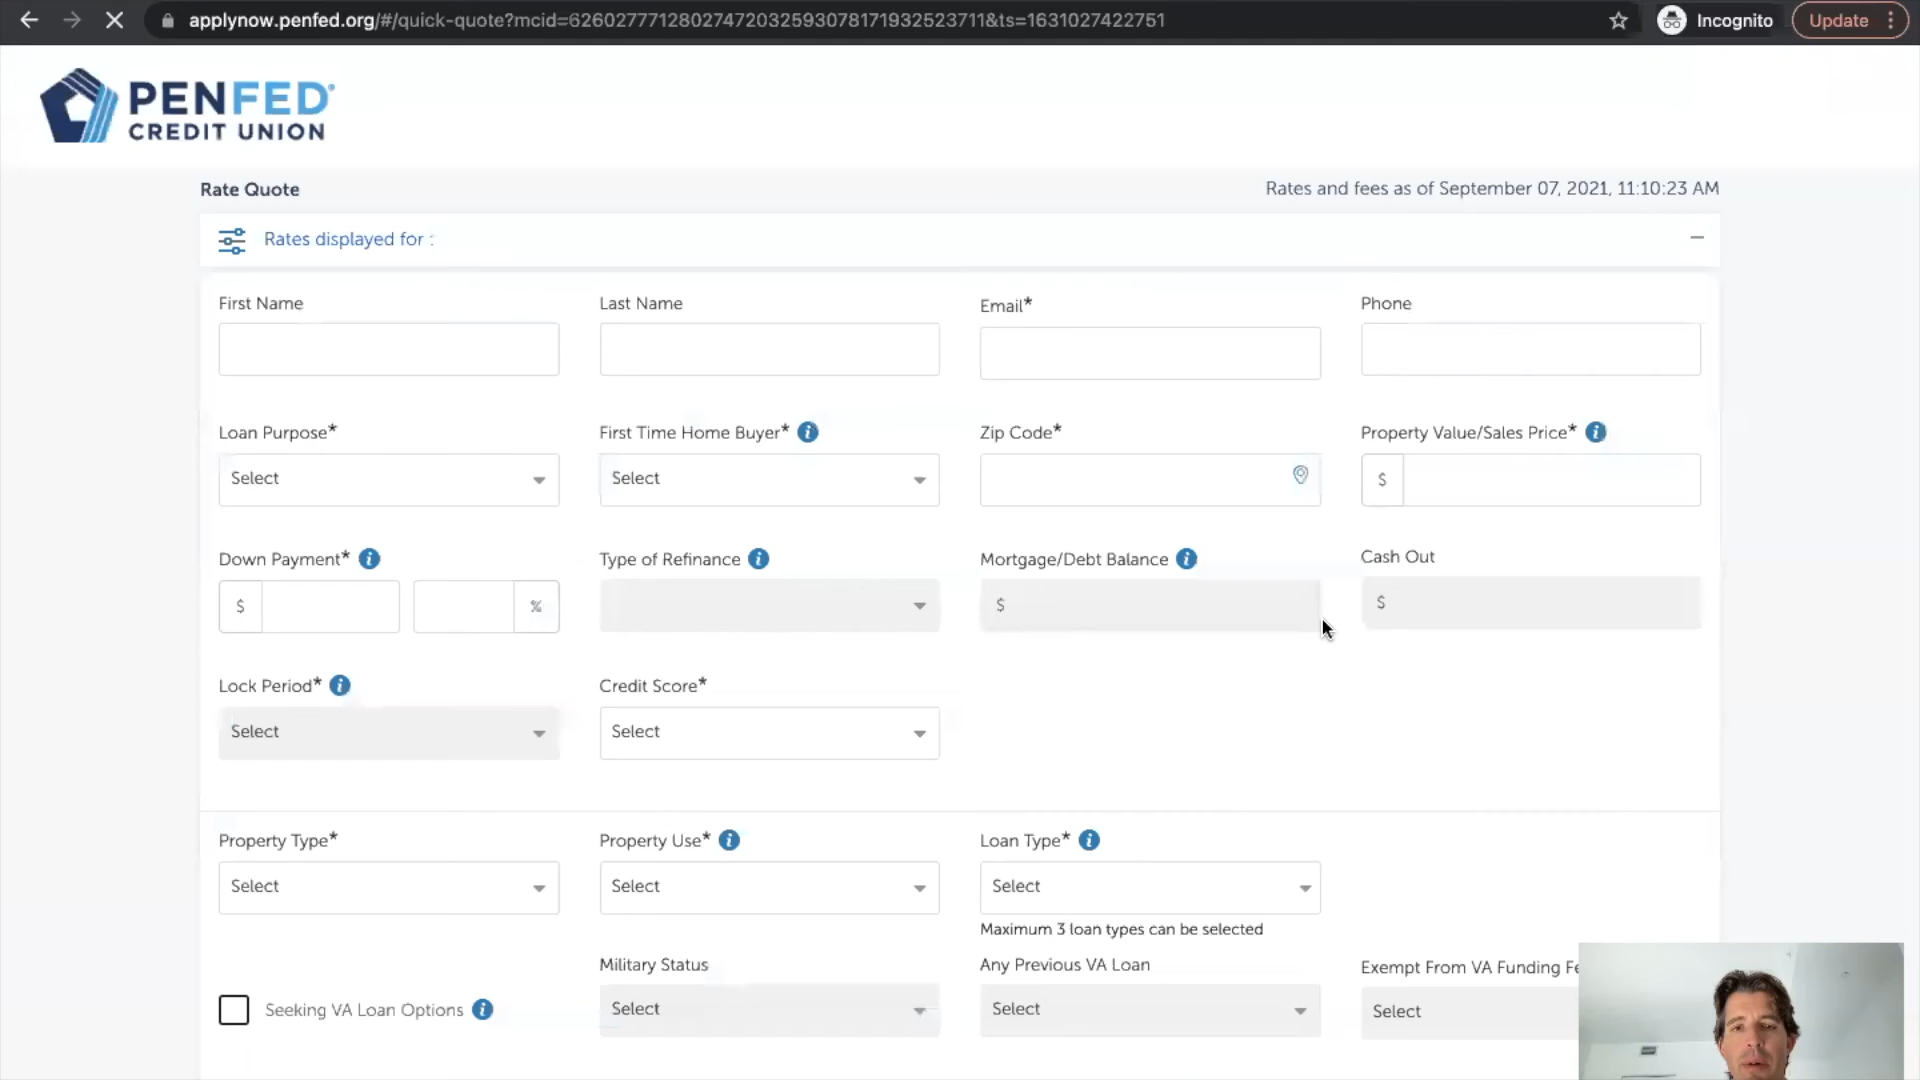 applynow.penfed.org/#/quick-quote?mcid=62602777128027472032593078171932523711&ts=1631027422751
Incognito
Update
PENFED
CREDIT UNION
Rate Quote
Rates and fees as of September 07, 2021, 11:10:23 AM
Rates displayed for :
First Name
Last Name
Email*
Phone
Loan Purpose*
First Time Home Buyer*
Zip Code*
Property Value/Sales Price*
Select
Select
$
Down Payment*
Type of Refinance
Mortgage/Debt Balance
Cash Out
$
%
$
$
Lock Period*
Credit Score*
Select
Select
Property Type*
Property Use*
Loan Type*
Select
Select
Select
Maximum 3 loan types can be selected
Military Status
Any Previous VA Loan
Exempt From VA Funding Fe
Seeking VA Loan Options
Select
Select
Select